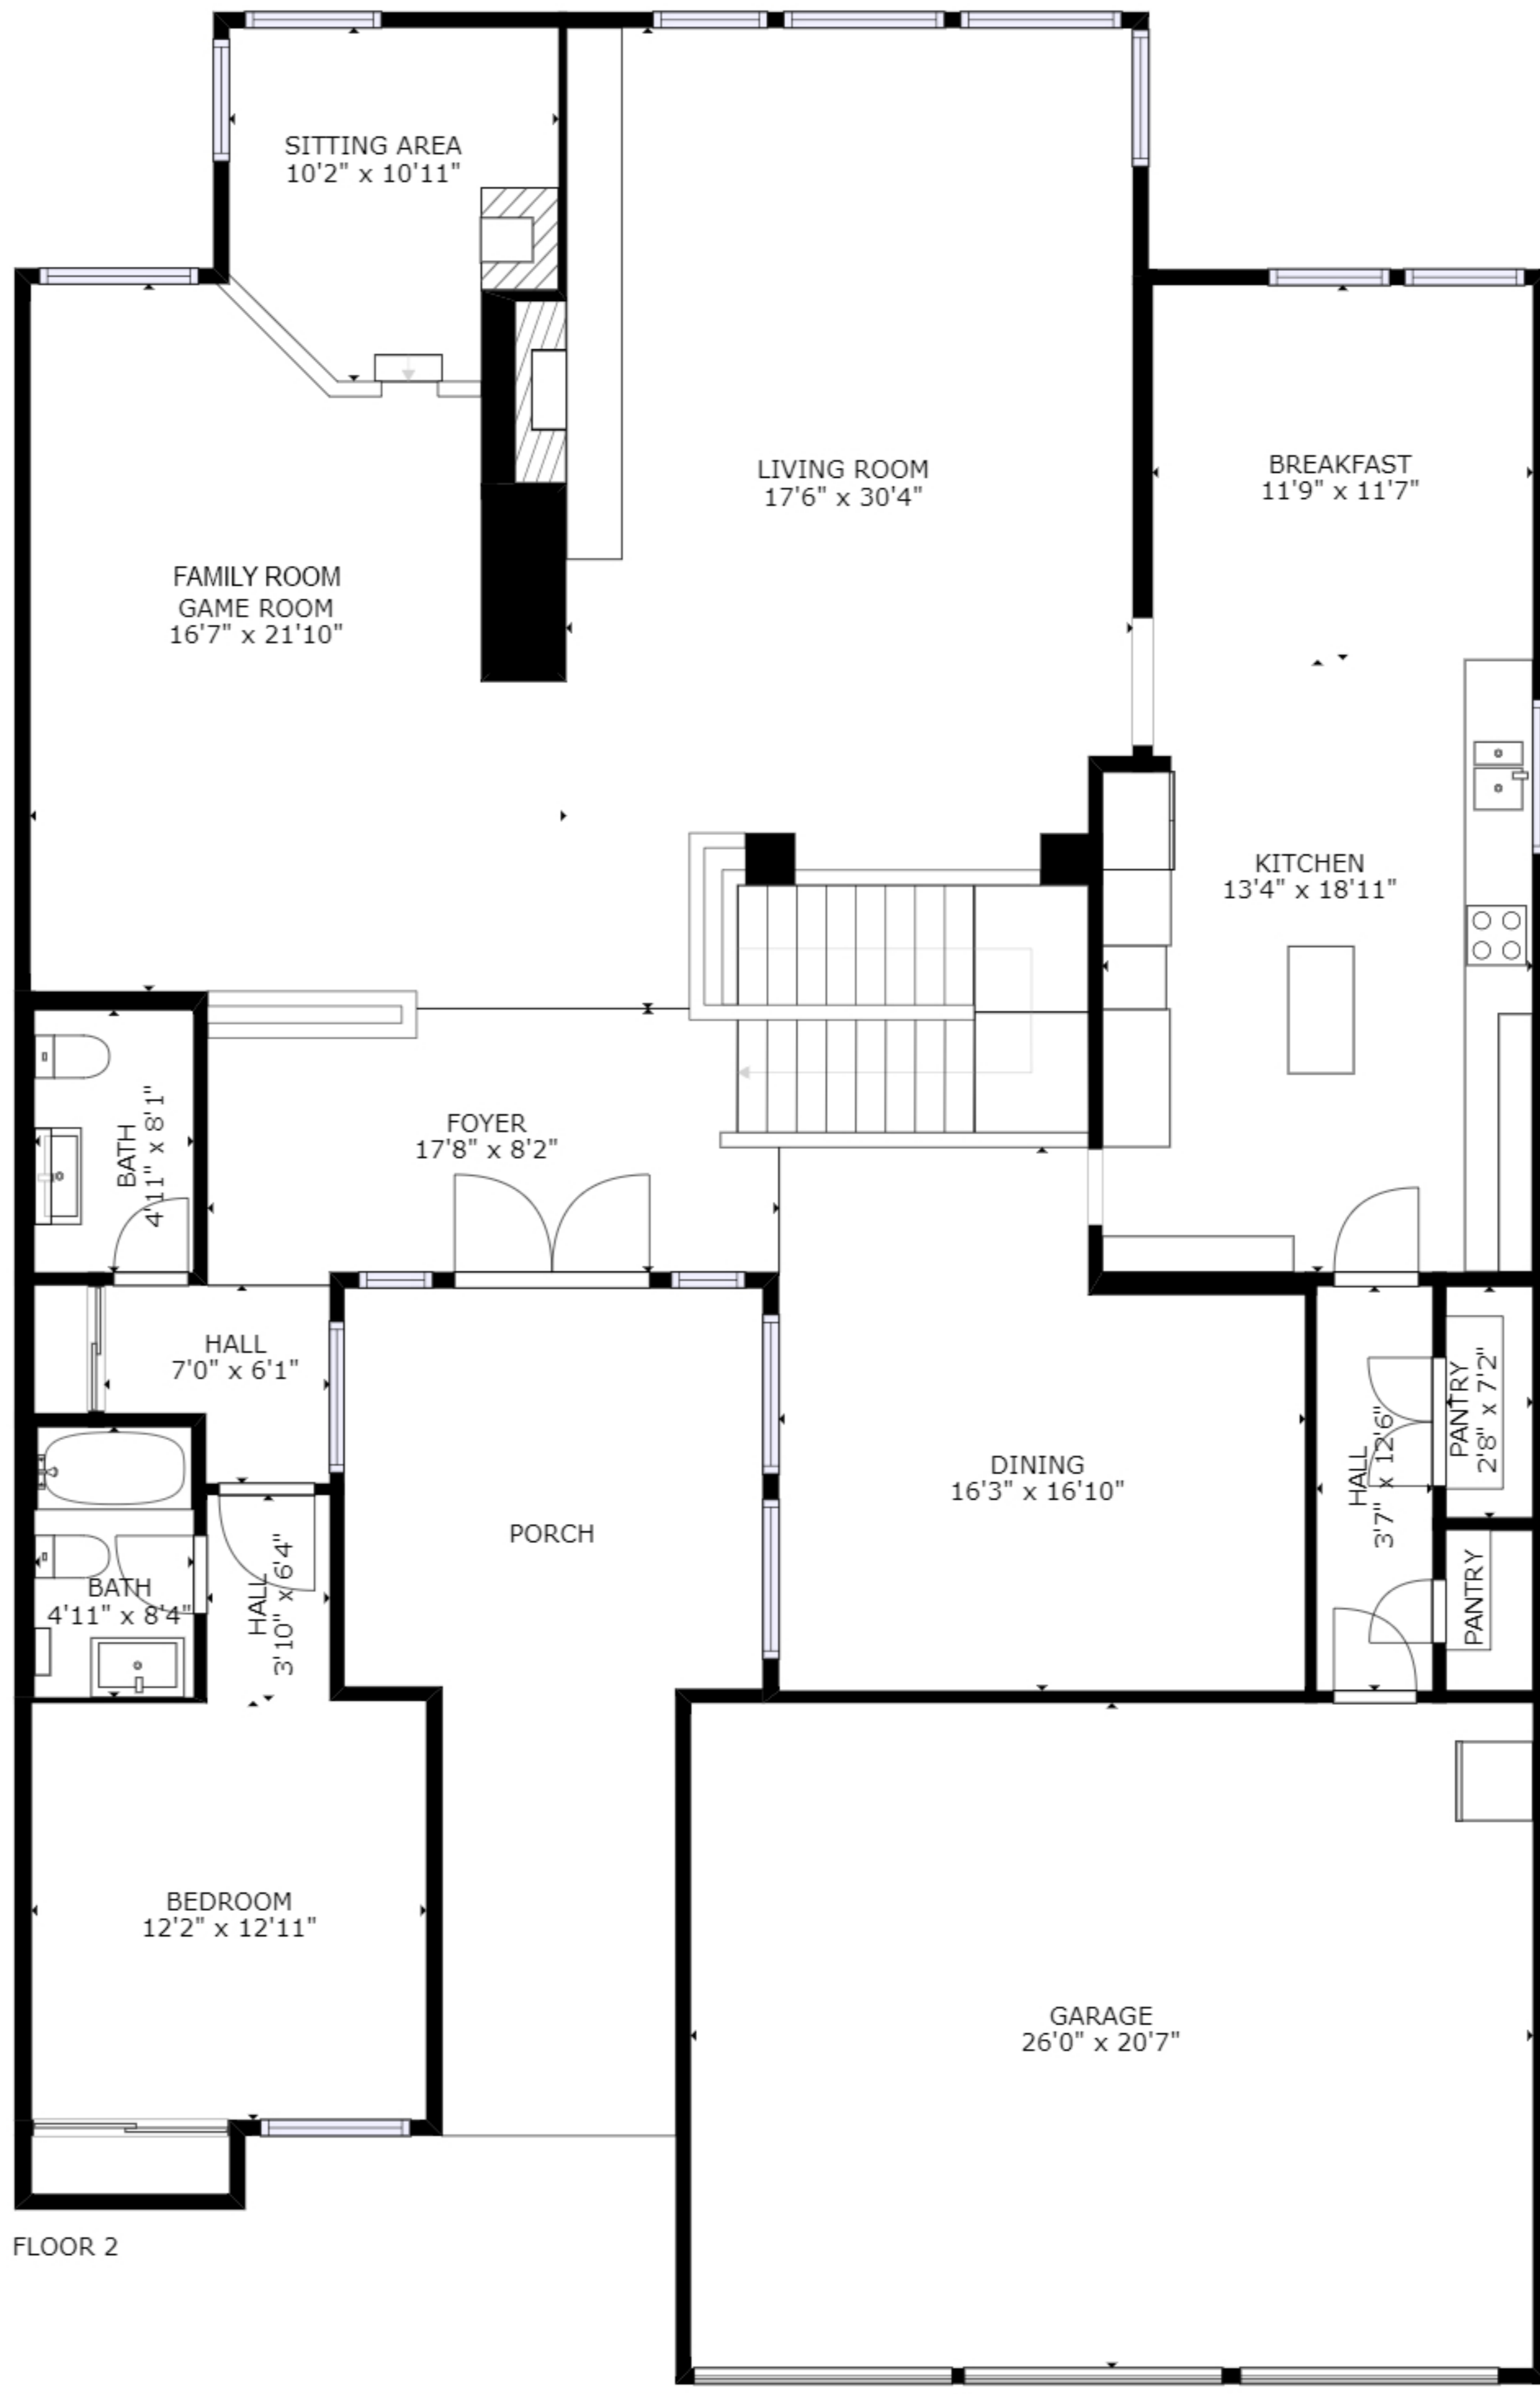 SITTING AREA
10'2" x 10'11"
LIVING ROOM
17'6" x 30'4"
BREAKFAST
11'9" x 11'7"
FAMILY ROOM
GAME ROOM
16'7" x 21'10"
KITCHEN
13'4" x 18'11"
BATH
4'11" x 8'1"
FOYER
17'8" x 8'2"
HALL
7'0" x 6'1"
PANTRY
2'8" x 7'2"
HALL
3'7" x 12'6"
DINING
16'3" x 16'10"
PORCH
BATH
4'11" x 8'4"
HALL
3'10" x 6'4"
PANTRY
BEDROOM
12'2" x 12'11"
GARAGE
26'0" x 20'7"
FLOOR 2